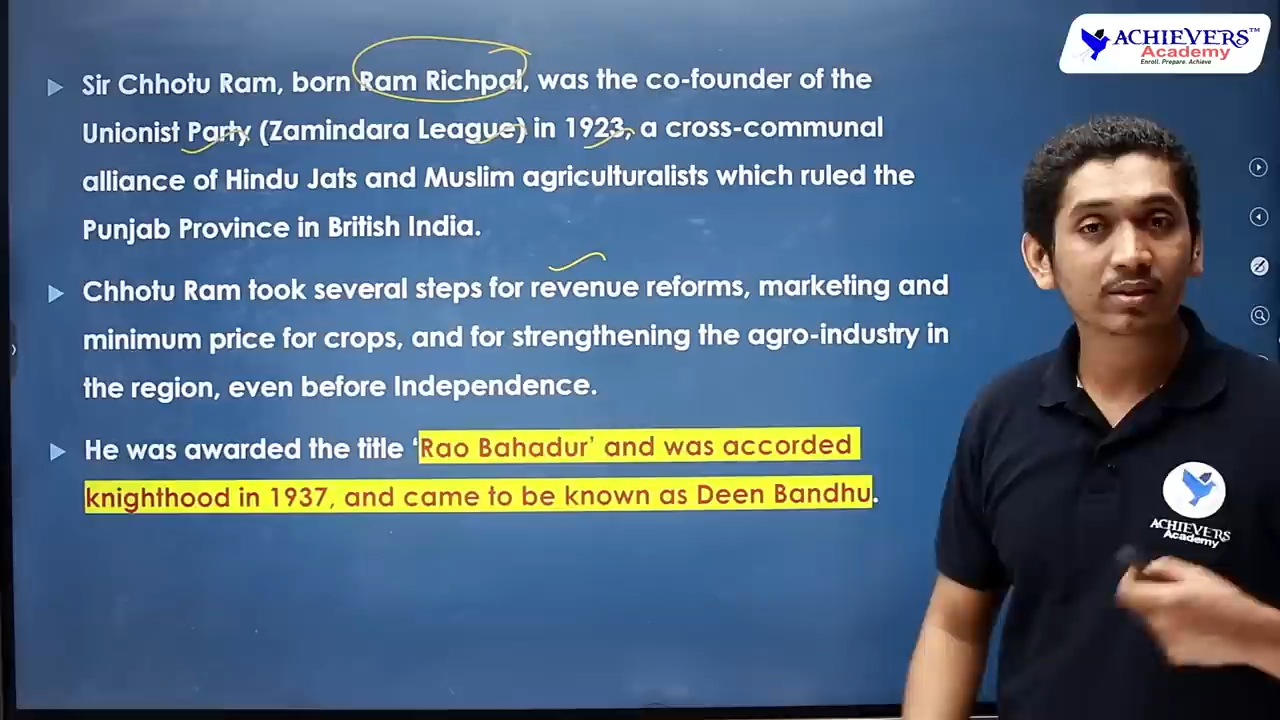 ACHIEVERS™
Academy
Enroll. Prepare. Achieve
Sir Chhotu Ram, born Ram Richpal, was the co-founder of the
Unionist Party (Zamindara League) in 1923, a cross-communal
alliance of Hindu Jats and Muslim agriculturalists which ruled the
Punjab Province in British India.
Chhotu Ram took several steps for revenue reforms, marketing and
minimum price for crops, and for strengthening the agro-industry in
the region, even before Independence.
He was awarded the title ‘Rao Bahadur’ and was accorded
knighthood in 1937, and came to be known as Deen Bandhu.
ACHIEVERS
Academy